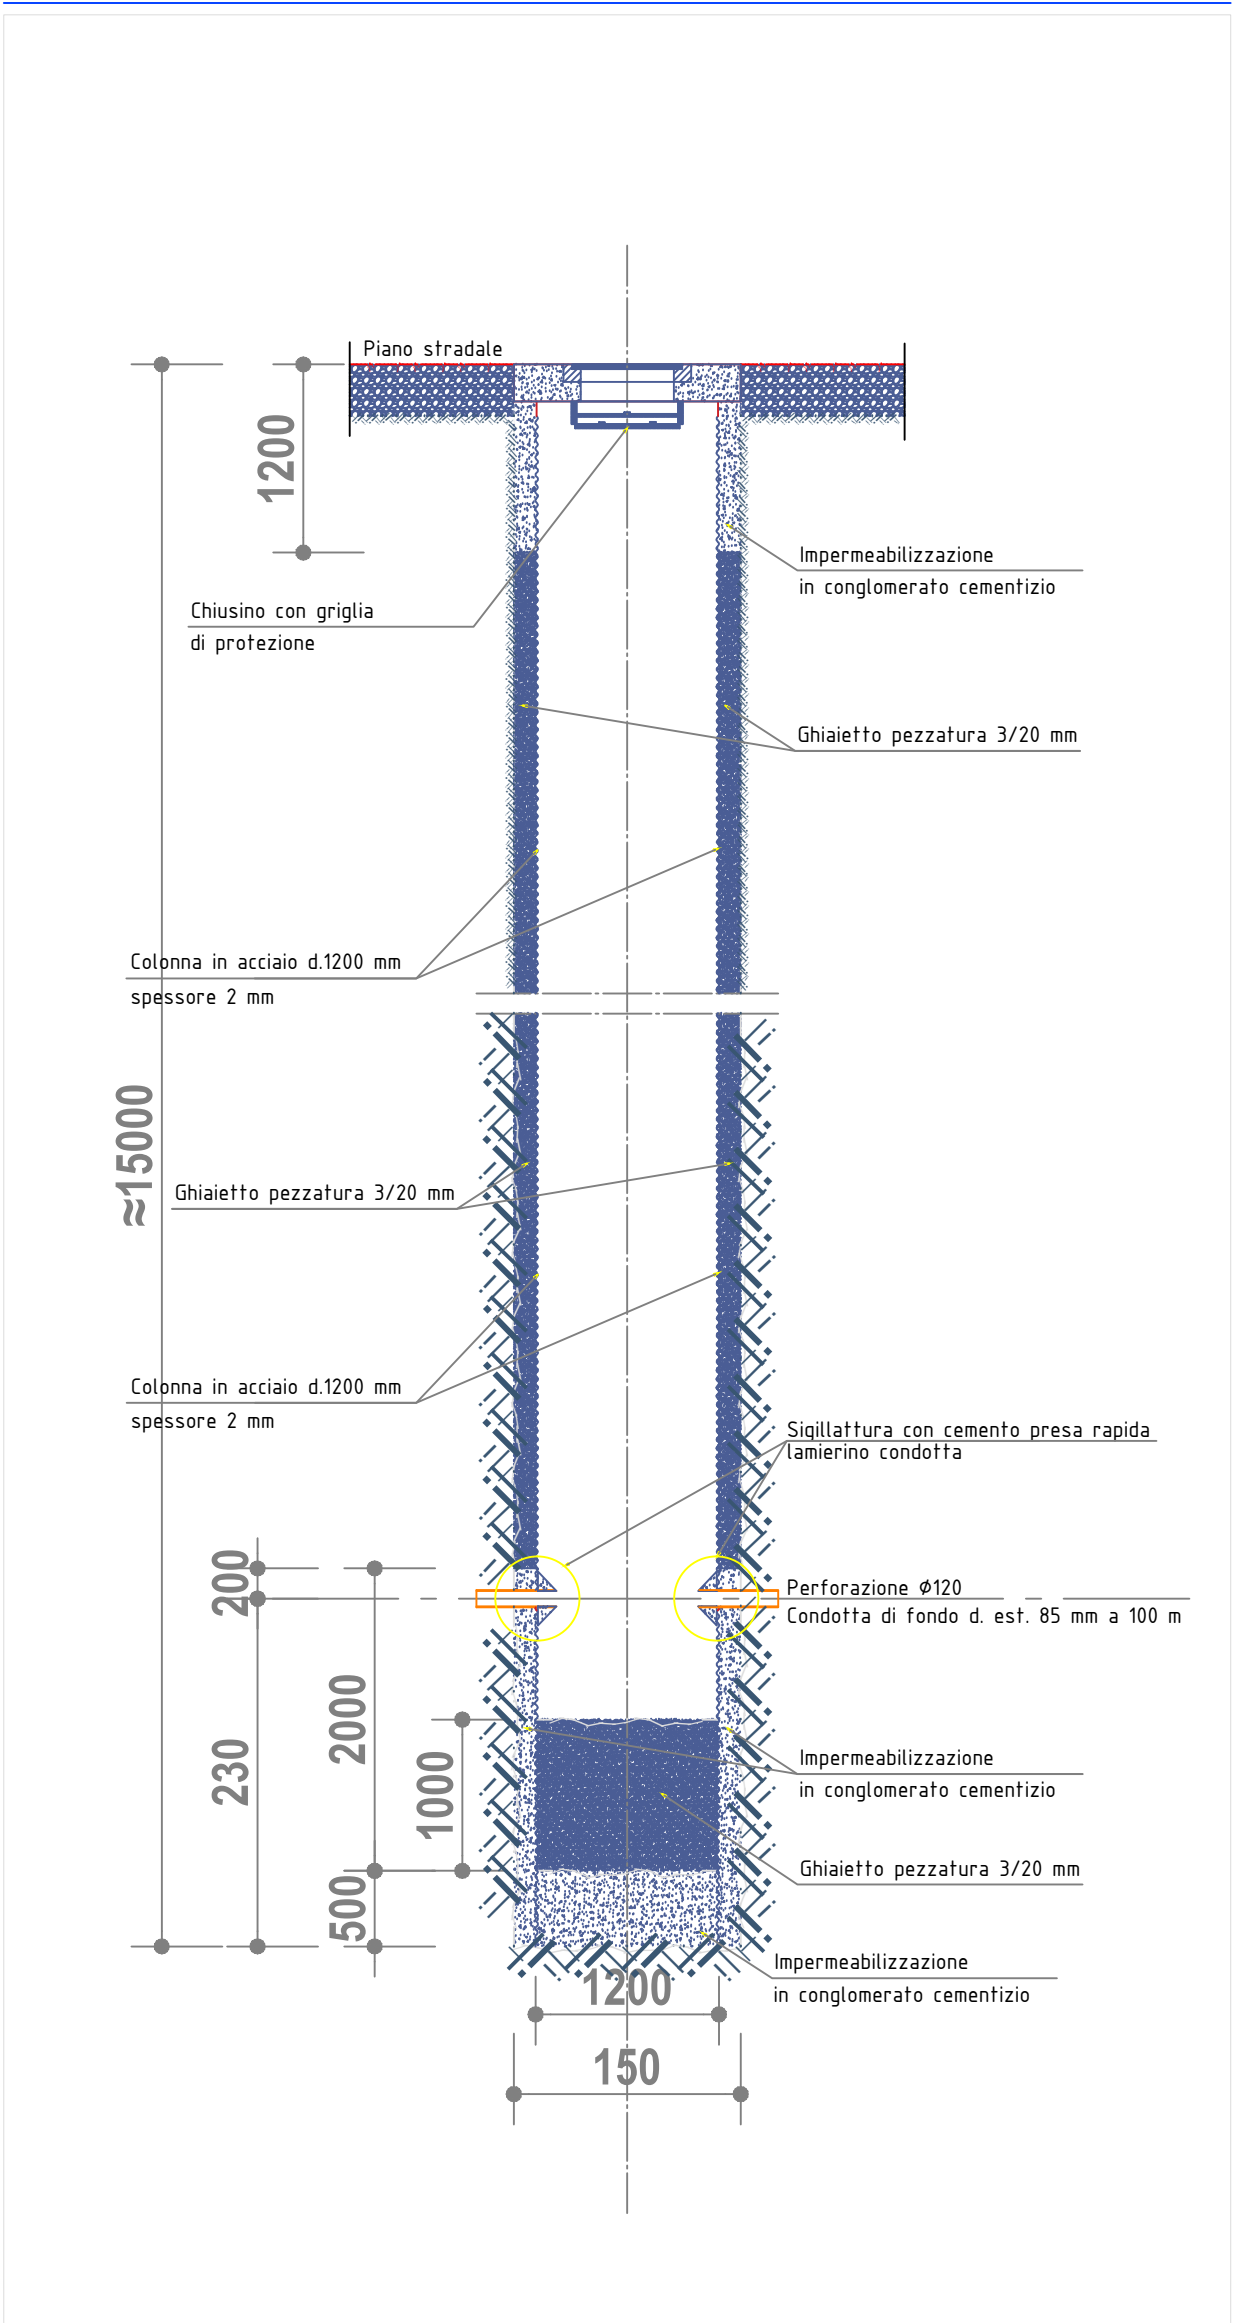 Piano stradale
1200
Impermeabilizzazione
in conglomerato cementizio
Chiusino con griglia
di protezione
Ghiaietto pezzatura 3/20 mm
Colonna in acciaio d.1200 mm
spessore 2 mm
≈15000
Ghiaietto pezzatura 3/20 mm
Colonna in acciaio d.1200 mm
spessore 2 mm
Sigillattura con cemento presa rapida
lamierino condotta
200
Perforazione Ø120
Condotta di fondo d. est. 85 mm a 100 m
2000
230
1000
Impermeabilizzazione
in conglomerato cementizio
Ghiaietto pezzatura 3/20 mm
500
Impermeabilizzazione
in conglomerato cementizio
1200
150